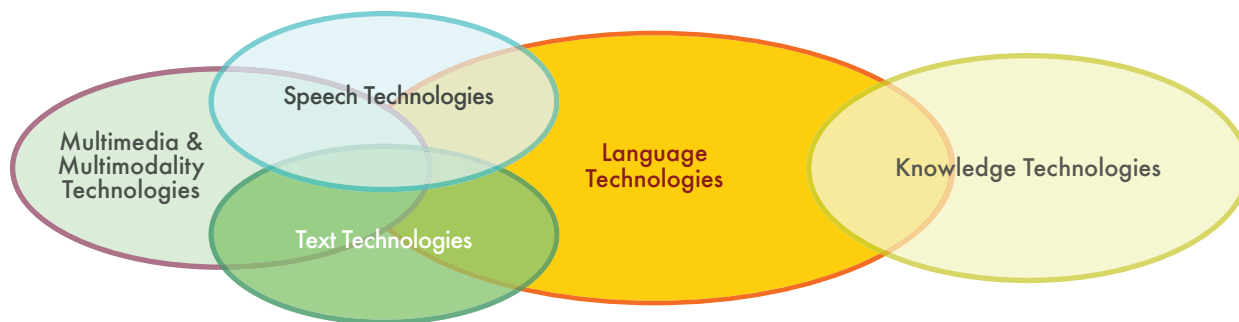 Speech Technologies
Multimedia &
Multimodality
Technologies
Language
Technologies
Knowledge Technologies
Text Technologies